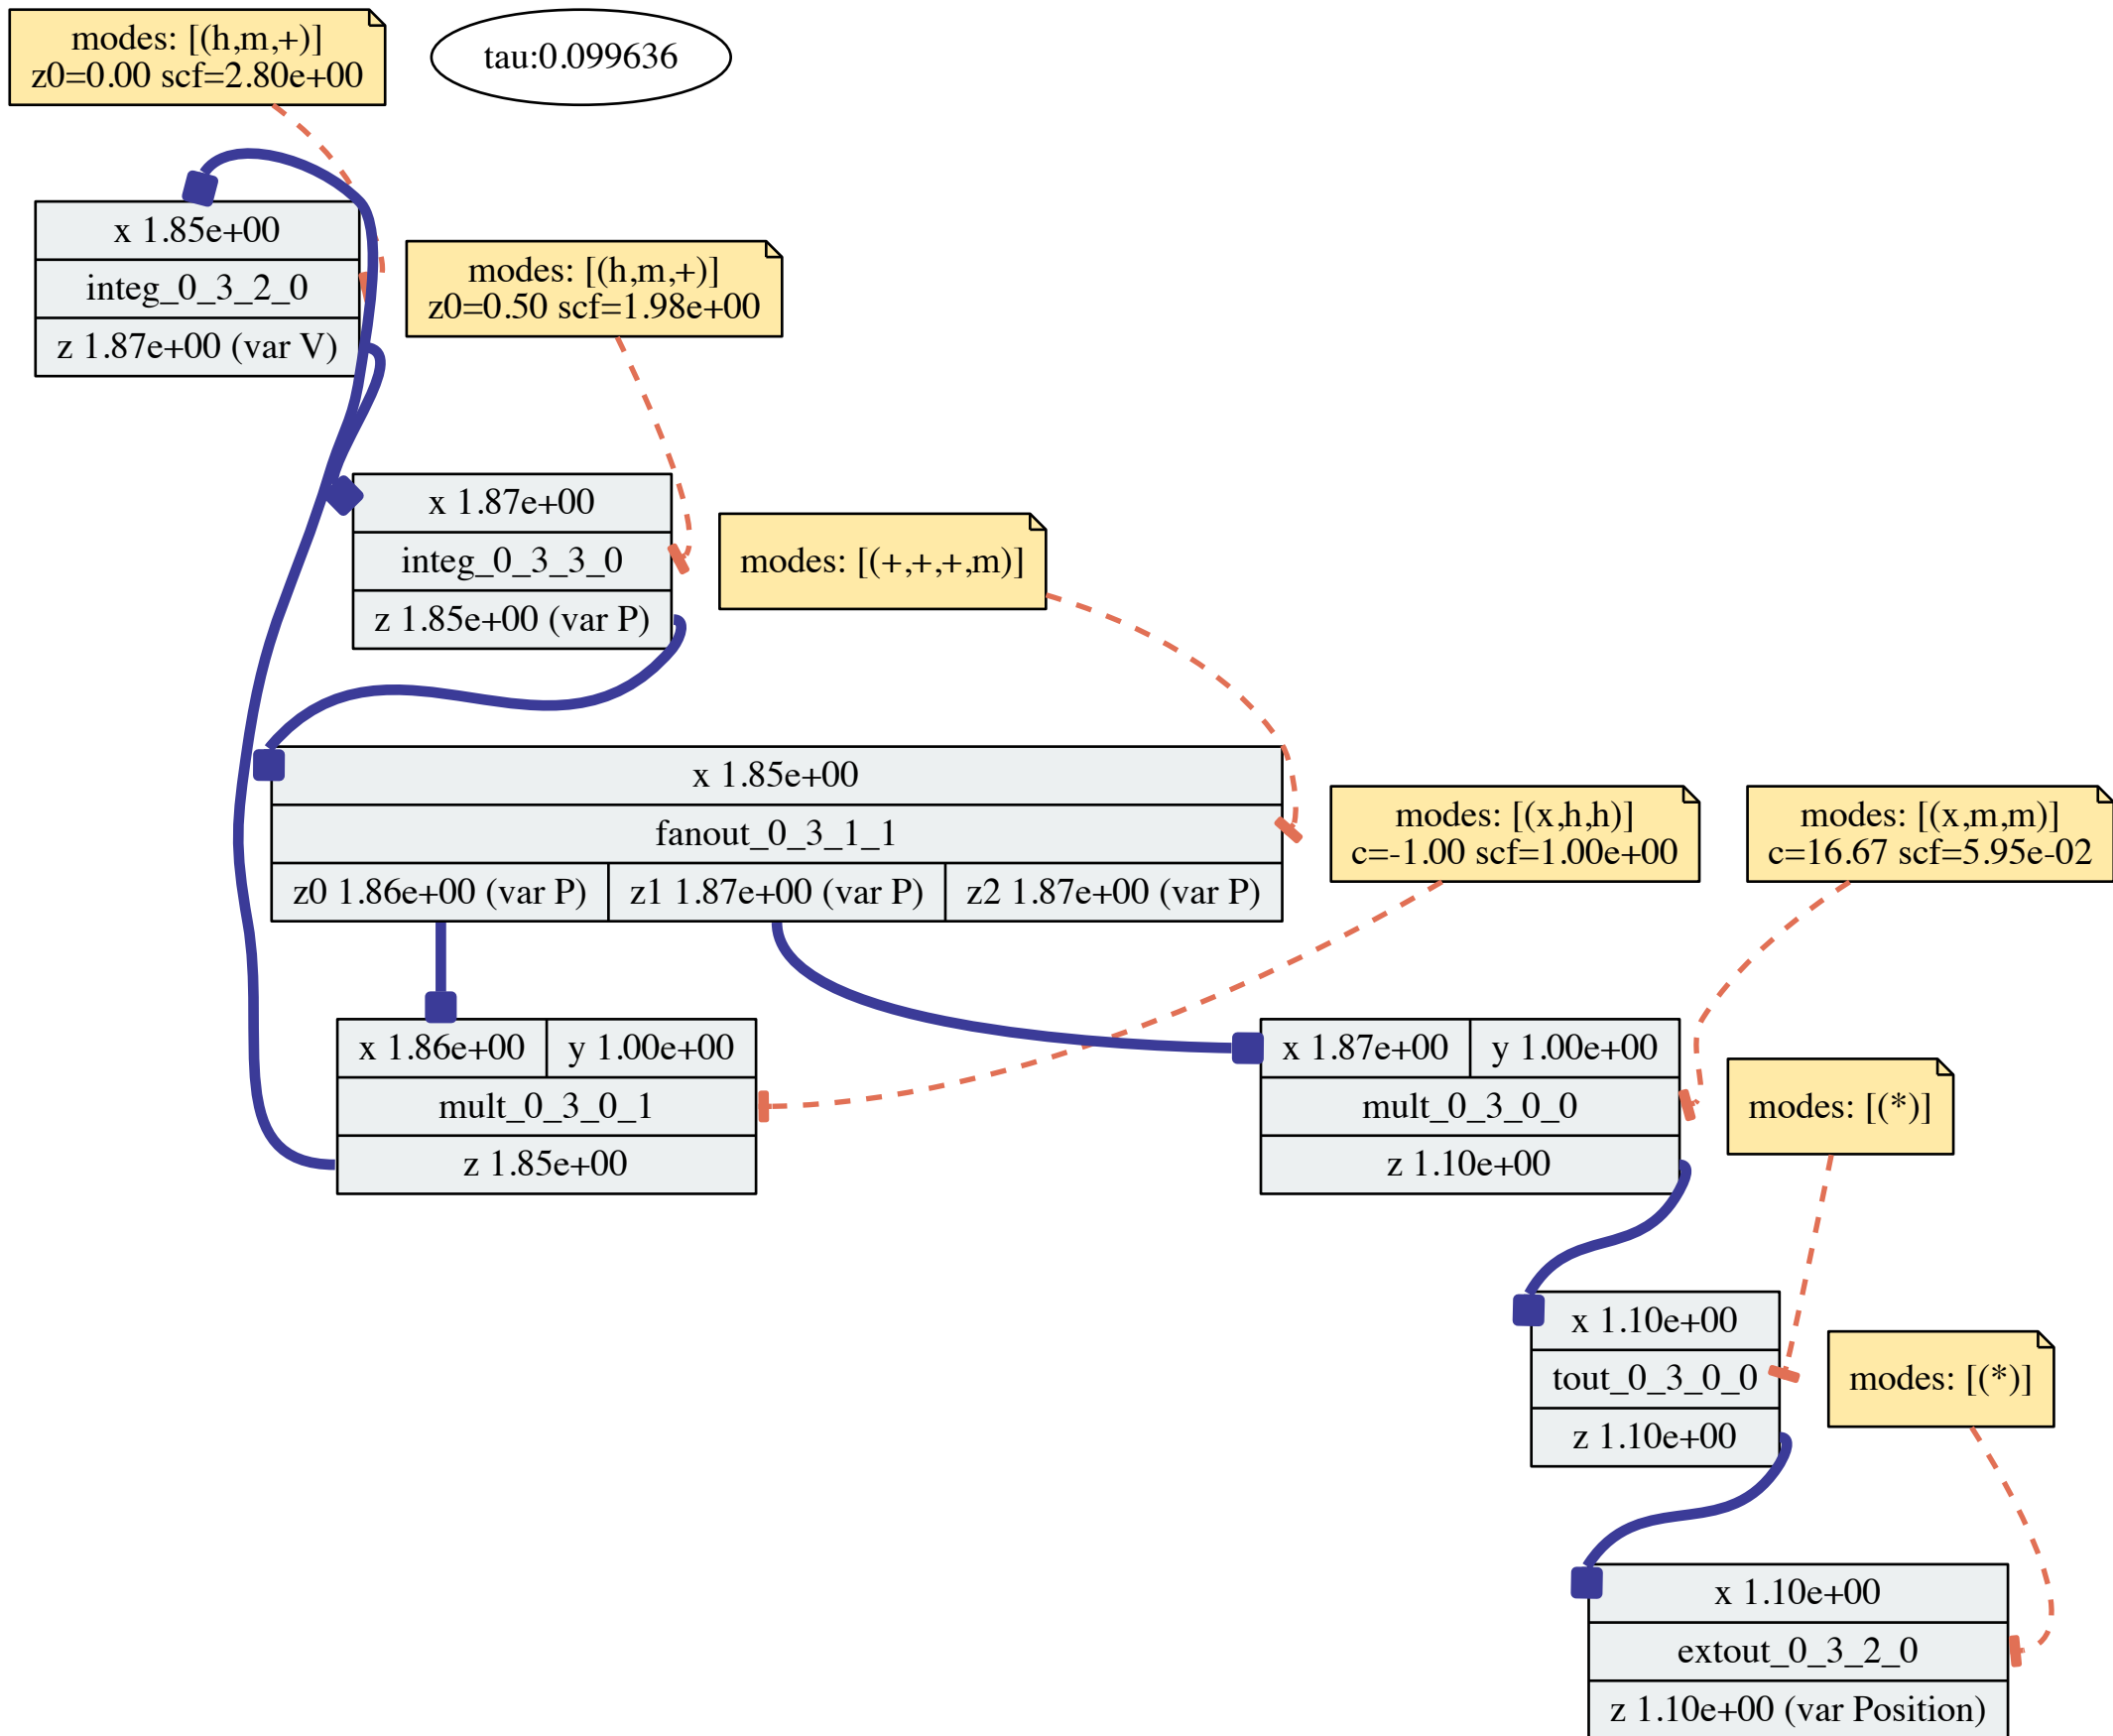 modes: [(h,m,+)]
z0=0.00 scf=2.80e+00
tau:0.099636
x 1.85e+00
integ_0_3_2_0
z 1.87e+00 (var V)
modes: [(h,m,+)]
z0=0.50 scf=1.98e+00
x 1.87e+00
integ_0_3_3_0
z 1.85e+00 (var P)
modes: [(+,+,+,m)]
x 1.85e+00
fanout_0_3_1_1
z0 1.86e+00 (var P)
z1 1.87e+00 (var P)
z2 1.87e+00 (var P)
modes: [(x,h,h)]
c=-1.00 scf=1.00e+00
modes: [(x,m,m)]
c=16.67 scf=5.95e-02
x 1.86e+00
y 1.00e+00
mult_0_3_0_1
z 1.85e+00
x 1.87e+00
y 1.00e+00
mult_0_3_0_0
z 1.10e+00
modes: [(*)]
x 1.10e+00
tout_0_3_0_0
z 1.10e+00
modes: [(*)]
x 1.10e+00
extout_0_3_2_0
z 1.10e+00 (var Position)